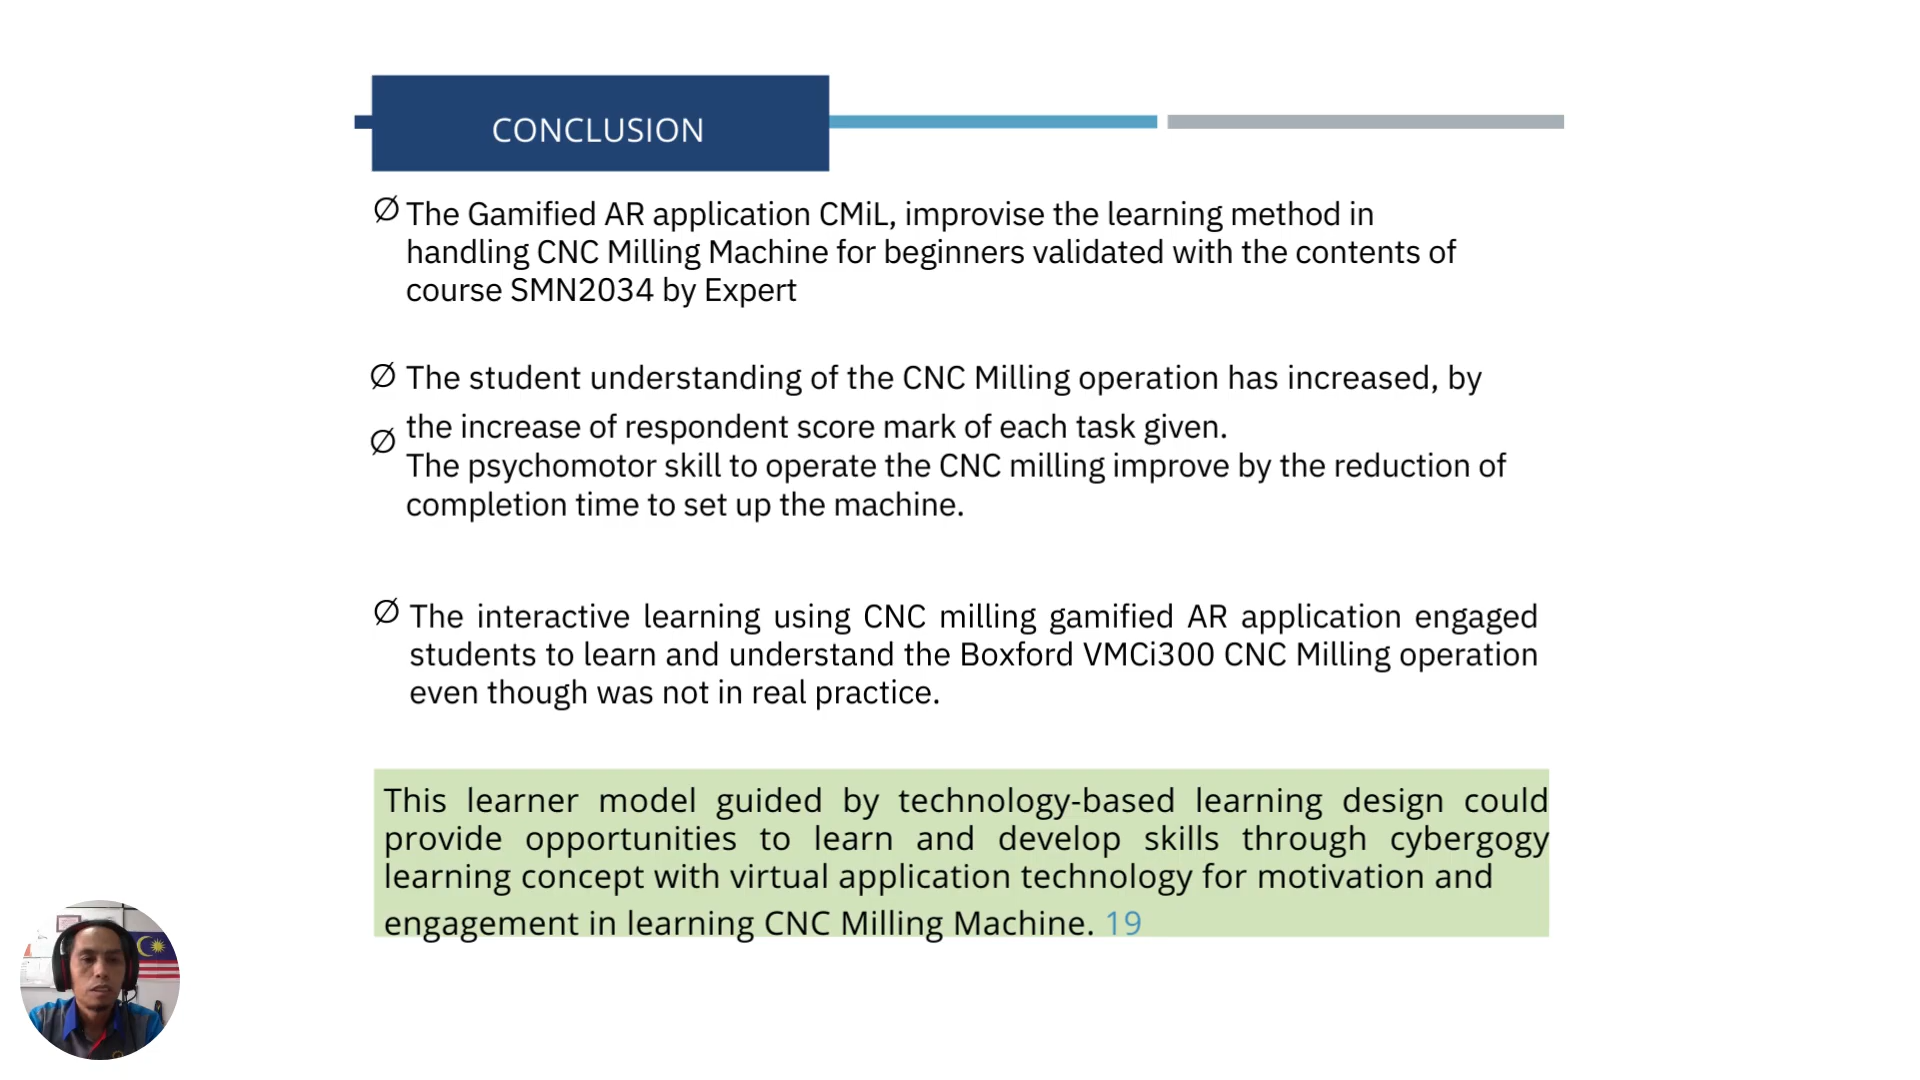 CONCLUSION
Ø The Gamified AR application CMiL, improvise the learning method in
handling CNC Milling Machine for beginners validated with the contents of
course SMN2034 by Expert
Ø The student understanding of the CNC Milling operation has increased, by
the increase of respondent score mark of each task given.
Ø The psychomotor skill to operate the CNC milling improve by the reduction of
completion time to set up the machine.
Ø The interactive learning using CNC milling gamified AR application engaged
students to learn and understand the Boxford VMCi300 CNC Milling operation
even though was not in real practice.
This learner model guided by technology-based learning design could
provide opportunities to learn and develop skills through cybergogy
learning concept with virtual application technology for motivation and
engagement in learning CNC Milling Machine. 19